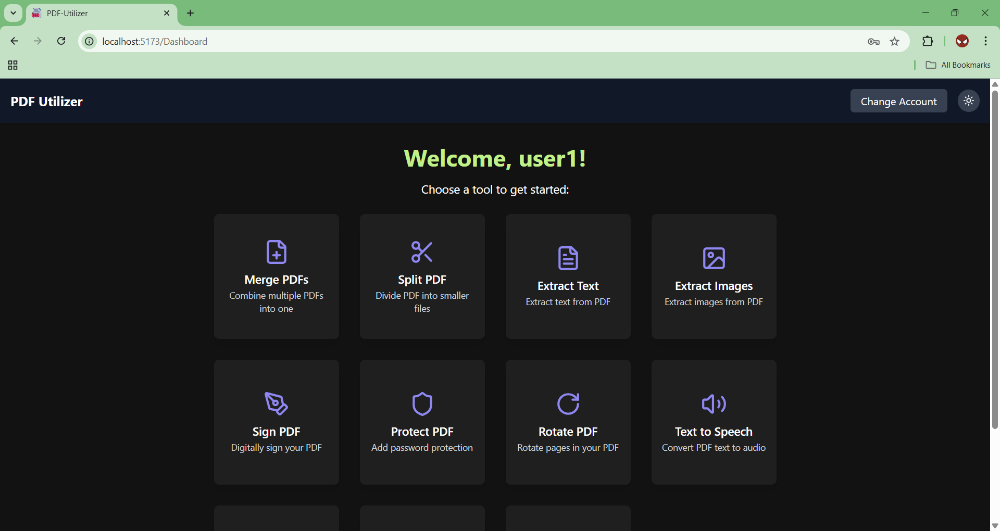 PDF-Utilizer
localhost:5173/Dashboard
All Bookmarks
PDF Utilizer
Change Account
Welcome, user1!
Choose a tool to get started:
Merge PDFs
Combine multiple PDFs
into one
Split PDF
Divide PDF into smaller
files
Extract Text
Extract text from PDF
Extract Images
Extract images from PDF
Sign PDF
Digitally sign your PDF
Protect PDF
Add password protection
Rotate PDF
Rotate pages in your PDF
Text to Speech
Convert PDF text to audio